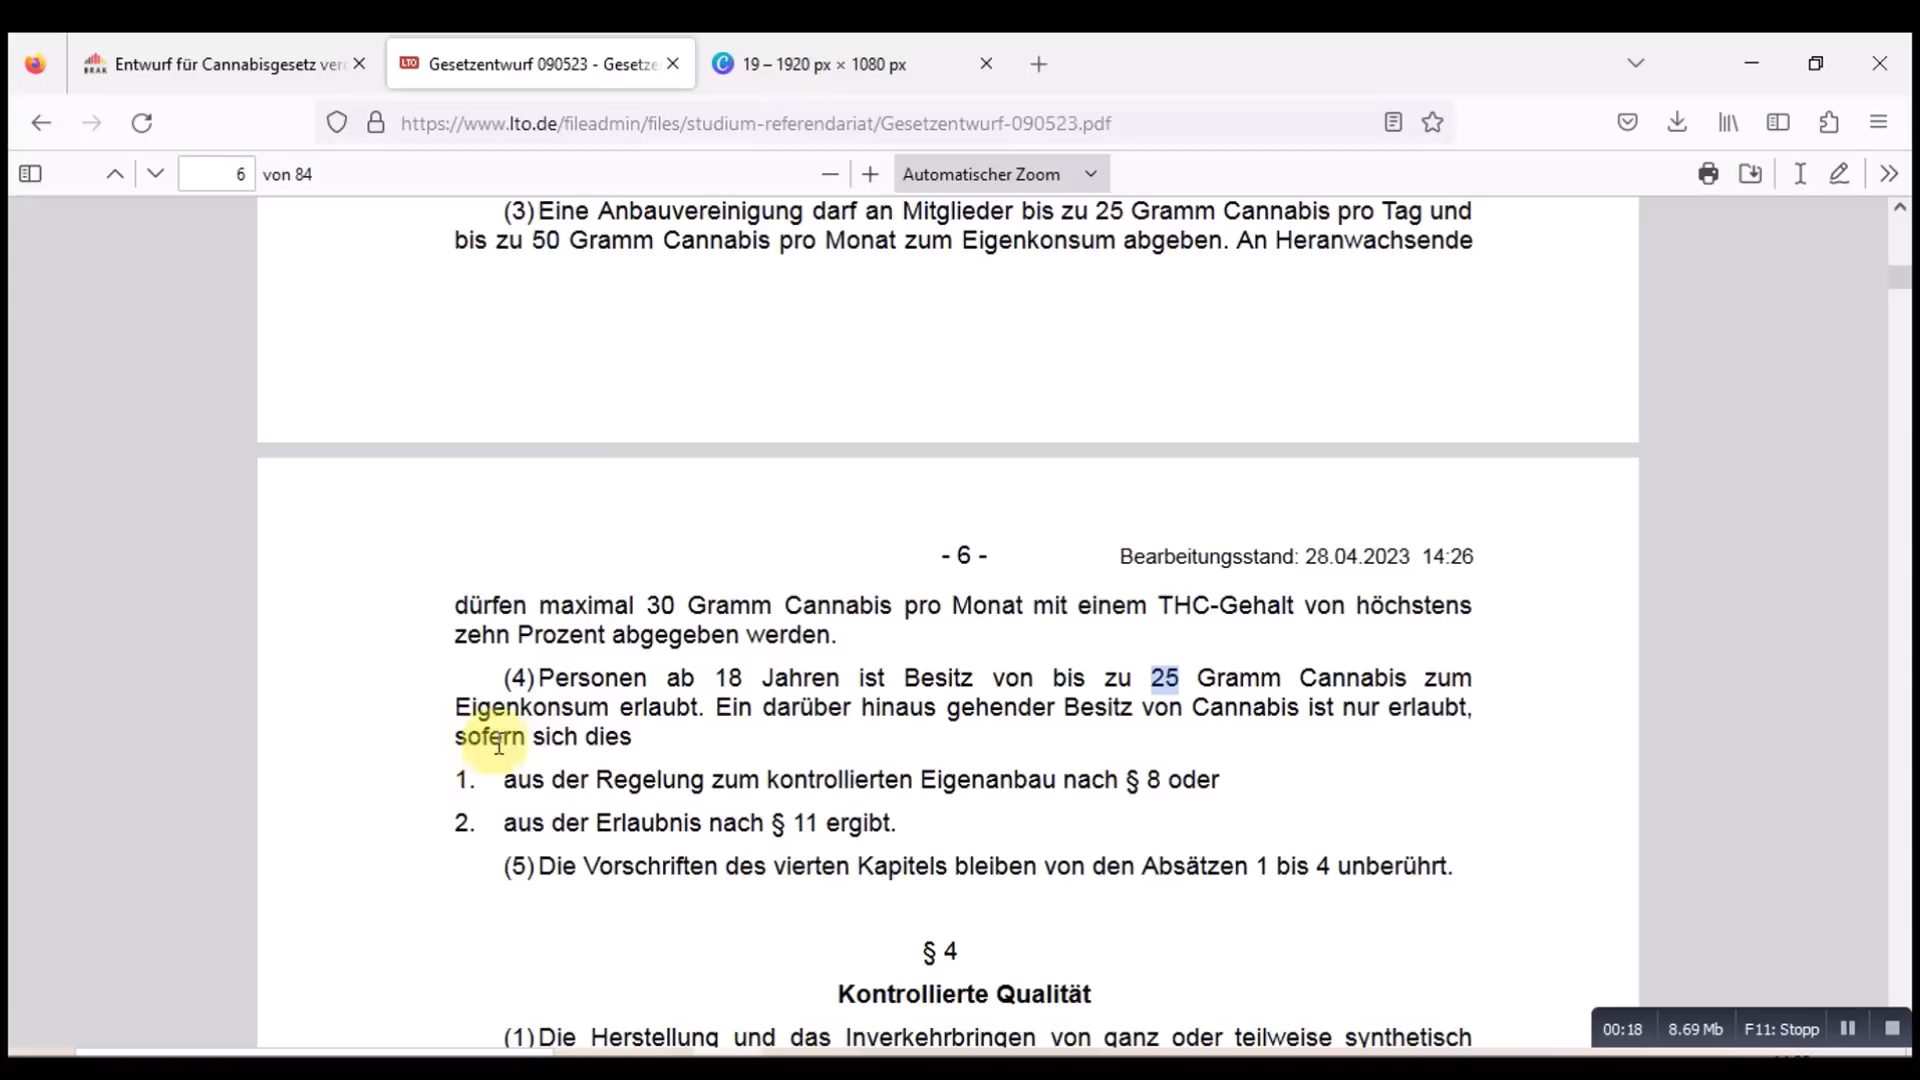 Entwurf für Cannabisgesetz ver
Gesetzentwurf 090523 - Gesetze
19 – 1920 px × 1080 px
https://www.lto.de/fileadmin/files/studium-referendariat/Gesetzentwurf-090523.pdf
6 von 84
Automatischer Zoom
(3) Eine Anbauvereinigung darf an Mitglieder bis zu 25 Gramm Cannabis pro Tag und
bis zu 50 Gramm Cannabis pro Monat zum Eigenkonsum abgeben. An Heranwachsende
- 6 -
Bearbeitungsstand: 28.04.2023 14:26
dürfen maximal 30 Gramm Cannabis pro Monat mit einem THC-Gehalt von höchstens
zehn Prozent abgegeben werden.
(4) Personen ab 18 Jahren ist Besitz von bis zu 25 Gramm Cannabis zum
Eigenkonsum erlaubt. Ein darüber hinaus gehender Besitz von Cannabis ist nur erlaubt,
sofern sich dies
1. aus der Regelung zum kontrollierten Eigenanbau nach § 8 oder
2. aus der Erlaubnis nach § 11 ergibt.
(5) Die Vorschriften des vierten Kapitels bleiben von den Absätzen 1 bis 4 unberührt.
§ 4
Kontrollierte Qualität
(1) Die Herstellung und das Inverkehrbringen von ganz oder teilweise synthetisch
00:18 8.69 Mb F11: Stopp